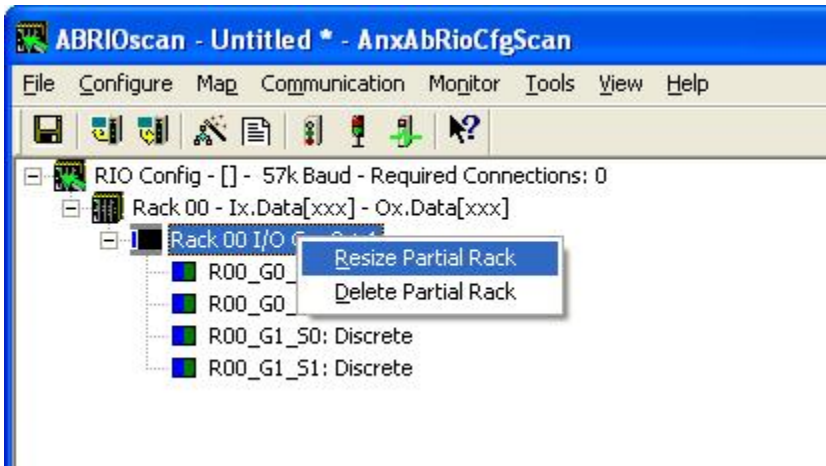 ABRIOscan - Untitled * - AnxAbRioCfgScan
File Configure Map Communication Monitor Tools View Help
RIO Config - [] - 57k Baud - Required Connections: 0
Rack 00 - Ix.Data[xxx] - Ox.Data[xxx]
Rack 00 I/O
Resize Partial Rack
R00_G0_
Delete Partial Rack
R00_G0_
R00_G1_S0: Discrete
R00_G1_S1: Discrete